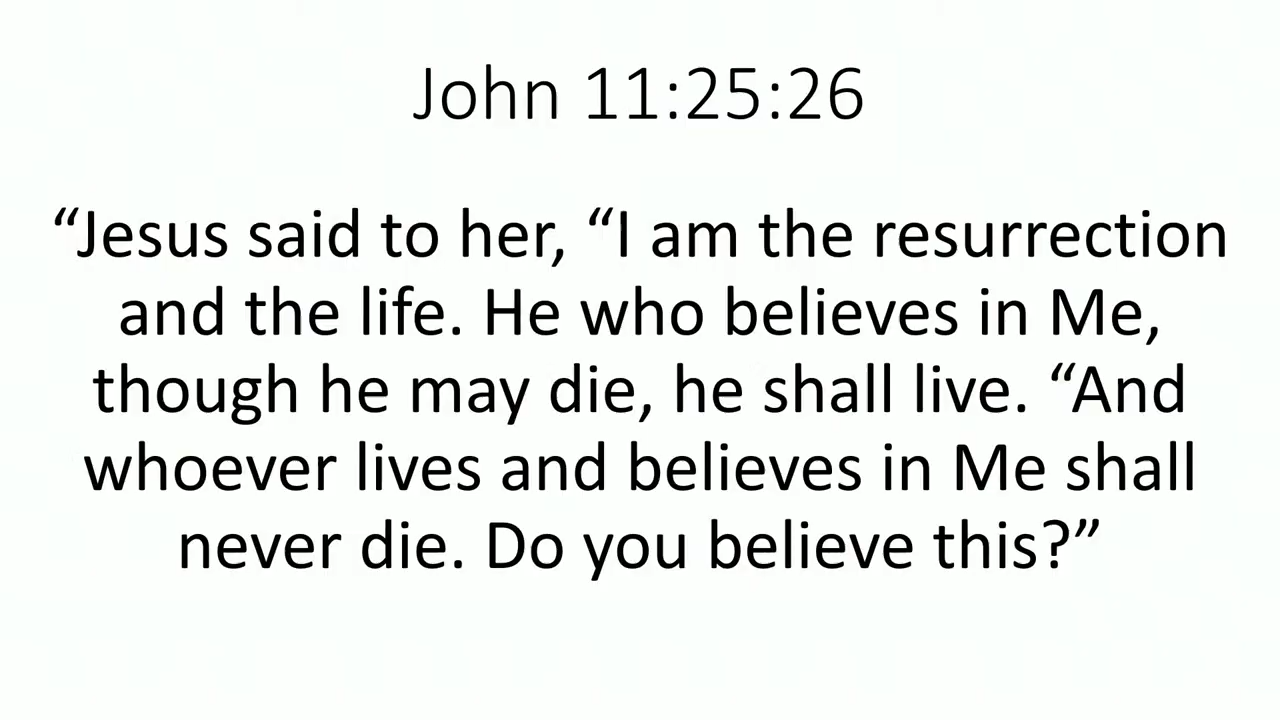 John 11:25:26
“Jesus said to her, “I am the resurrection
and the life. He who believes in Me,
though he may die, he shall live. “And
whoever lives and believes in Me shall
never die. Do you believe this?”